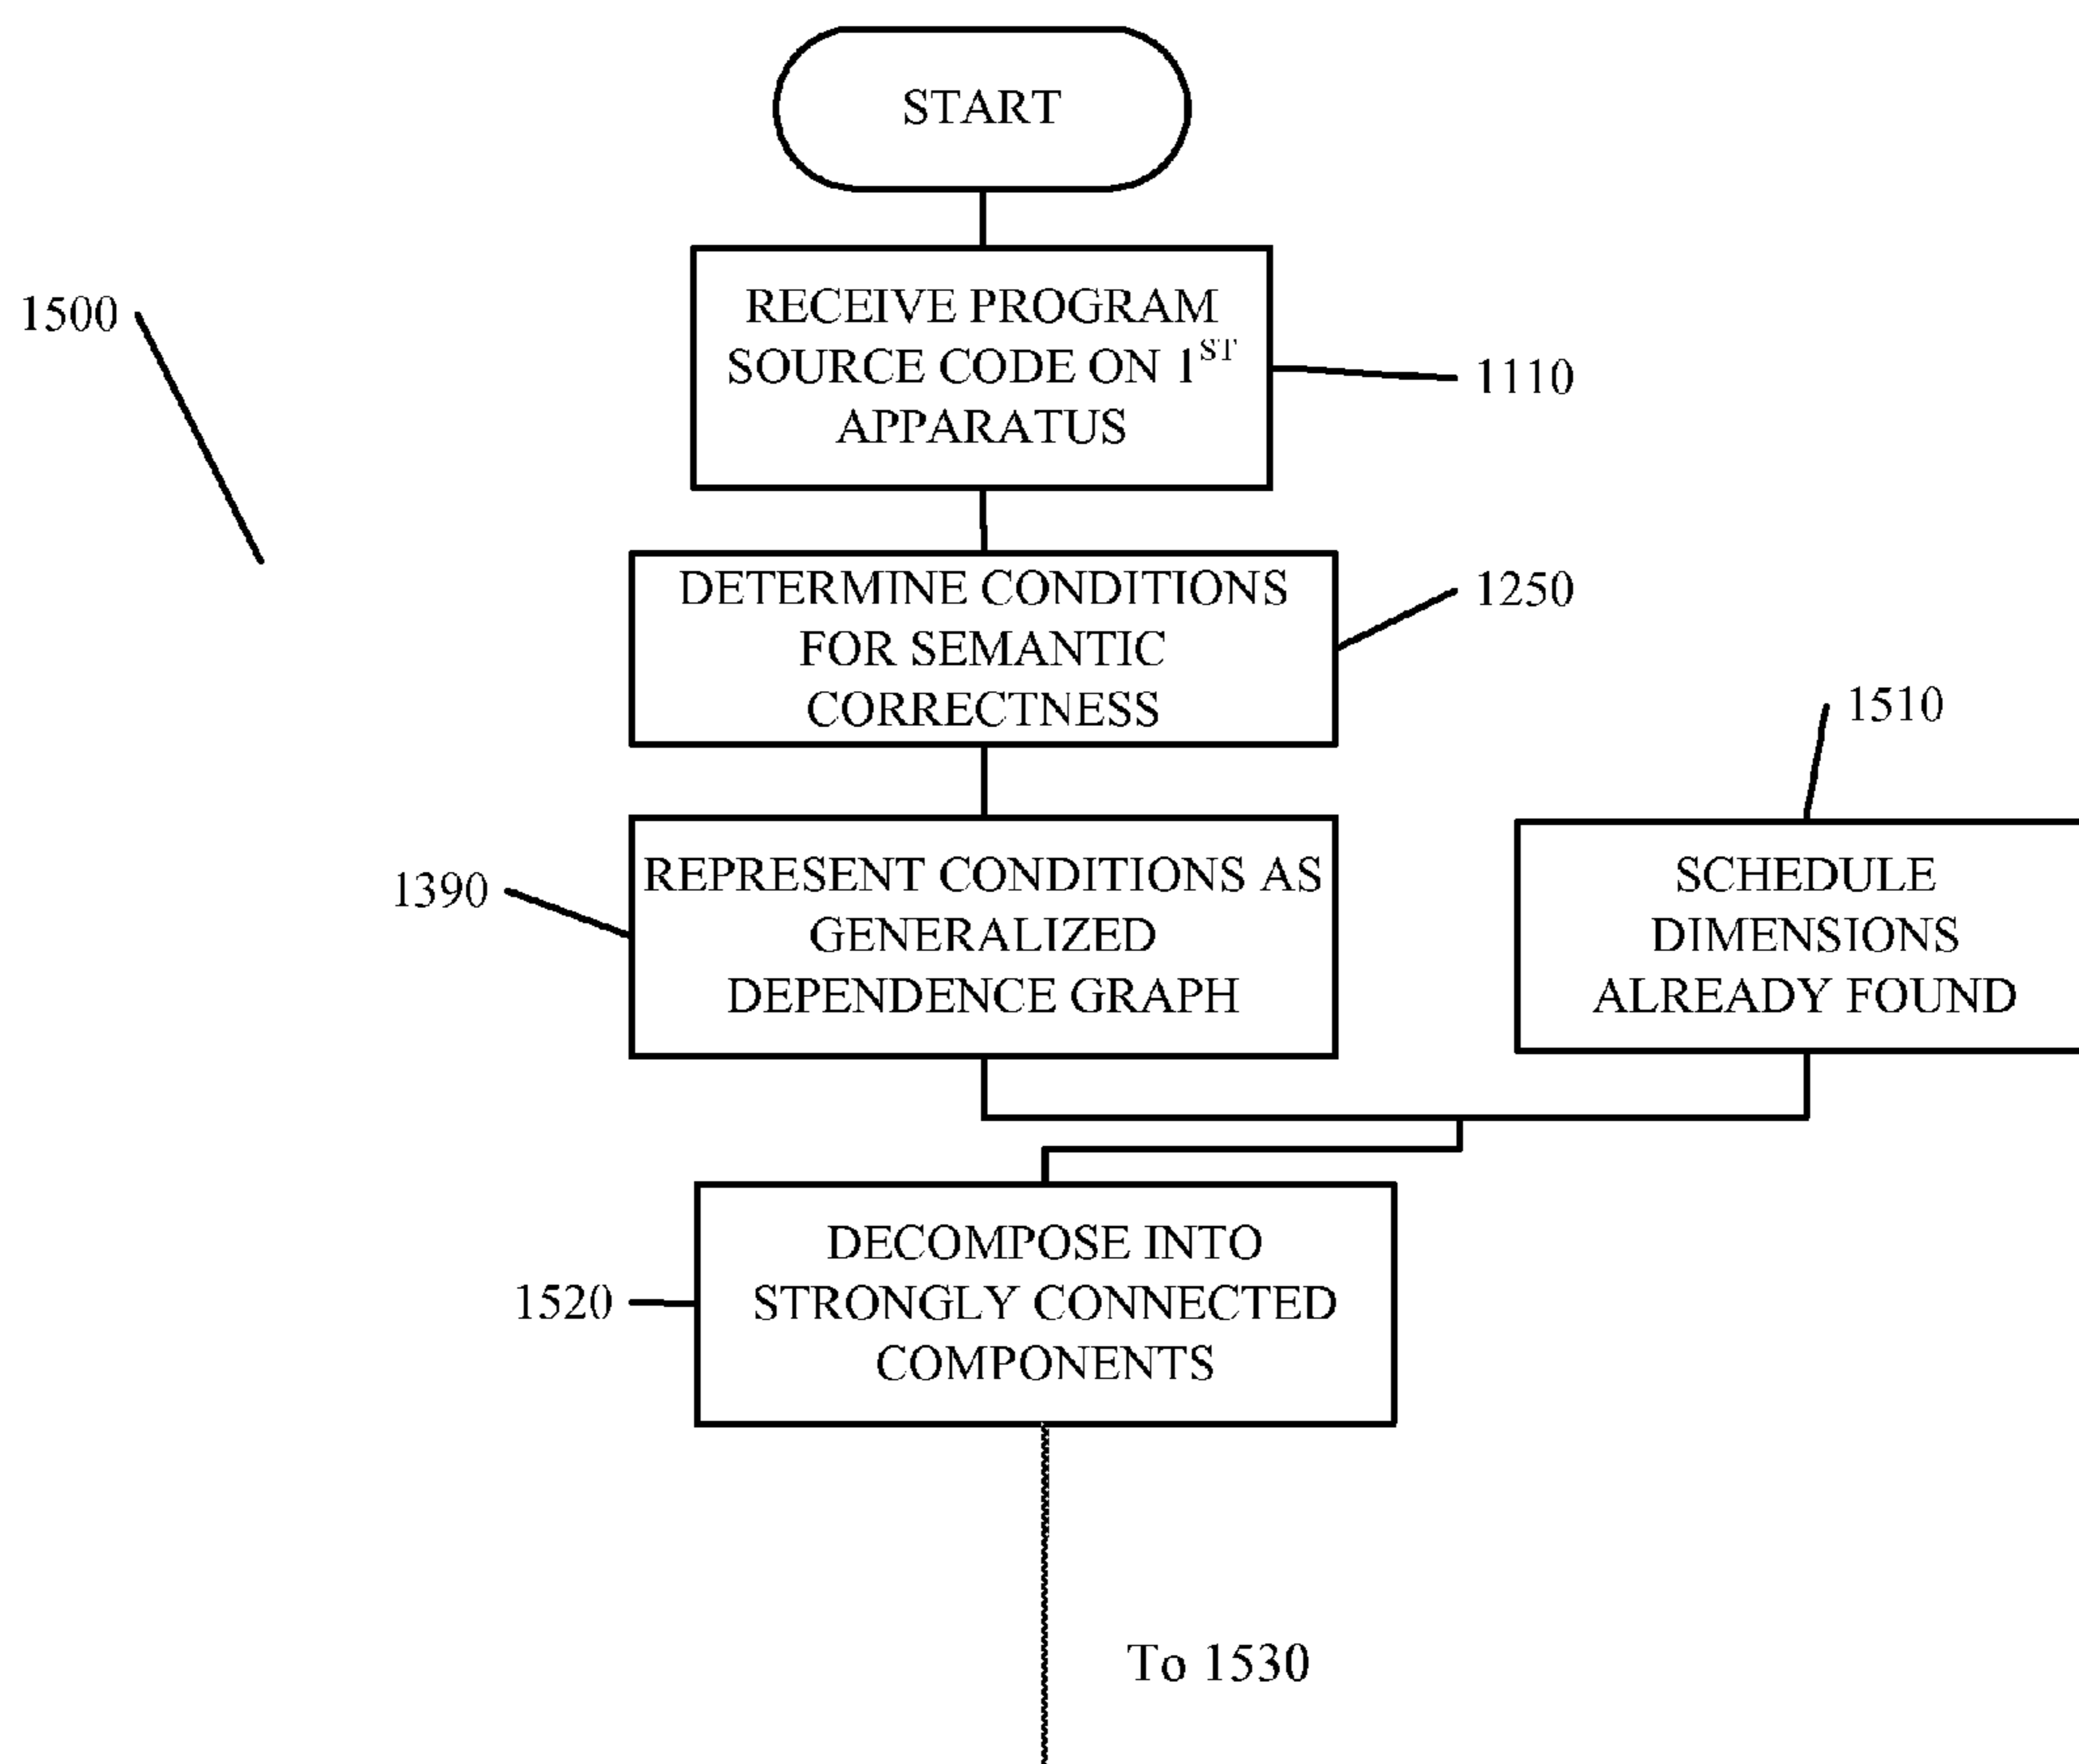 START
1500
RECEIVE PROGRAM
SOURCE CODE ON 1ST
APPARATUS
1110
DETERMINE CONDITIONS
FOR SEMANTIC
CORRECTNESS
1250
1510
1390
REPRESENT CONDITIONS AS
GENERALIZED
DEPENDENCE GRAPH
SCHEDULE
DIMENSIONS
ALREADY FOUND
1520
DECOMPOSE INTO
STRONGLY CONNECTED
COMPONENTS
To 1530